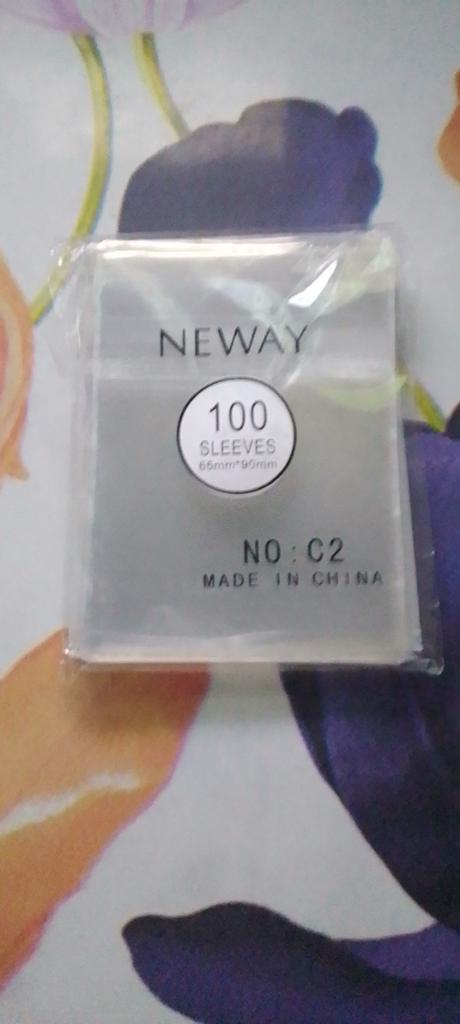 NEWAY
100
SLEEVES
65mm*90mm
NO:C2
MADE IN CHINA